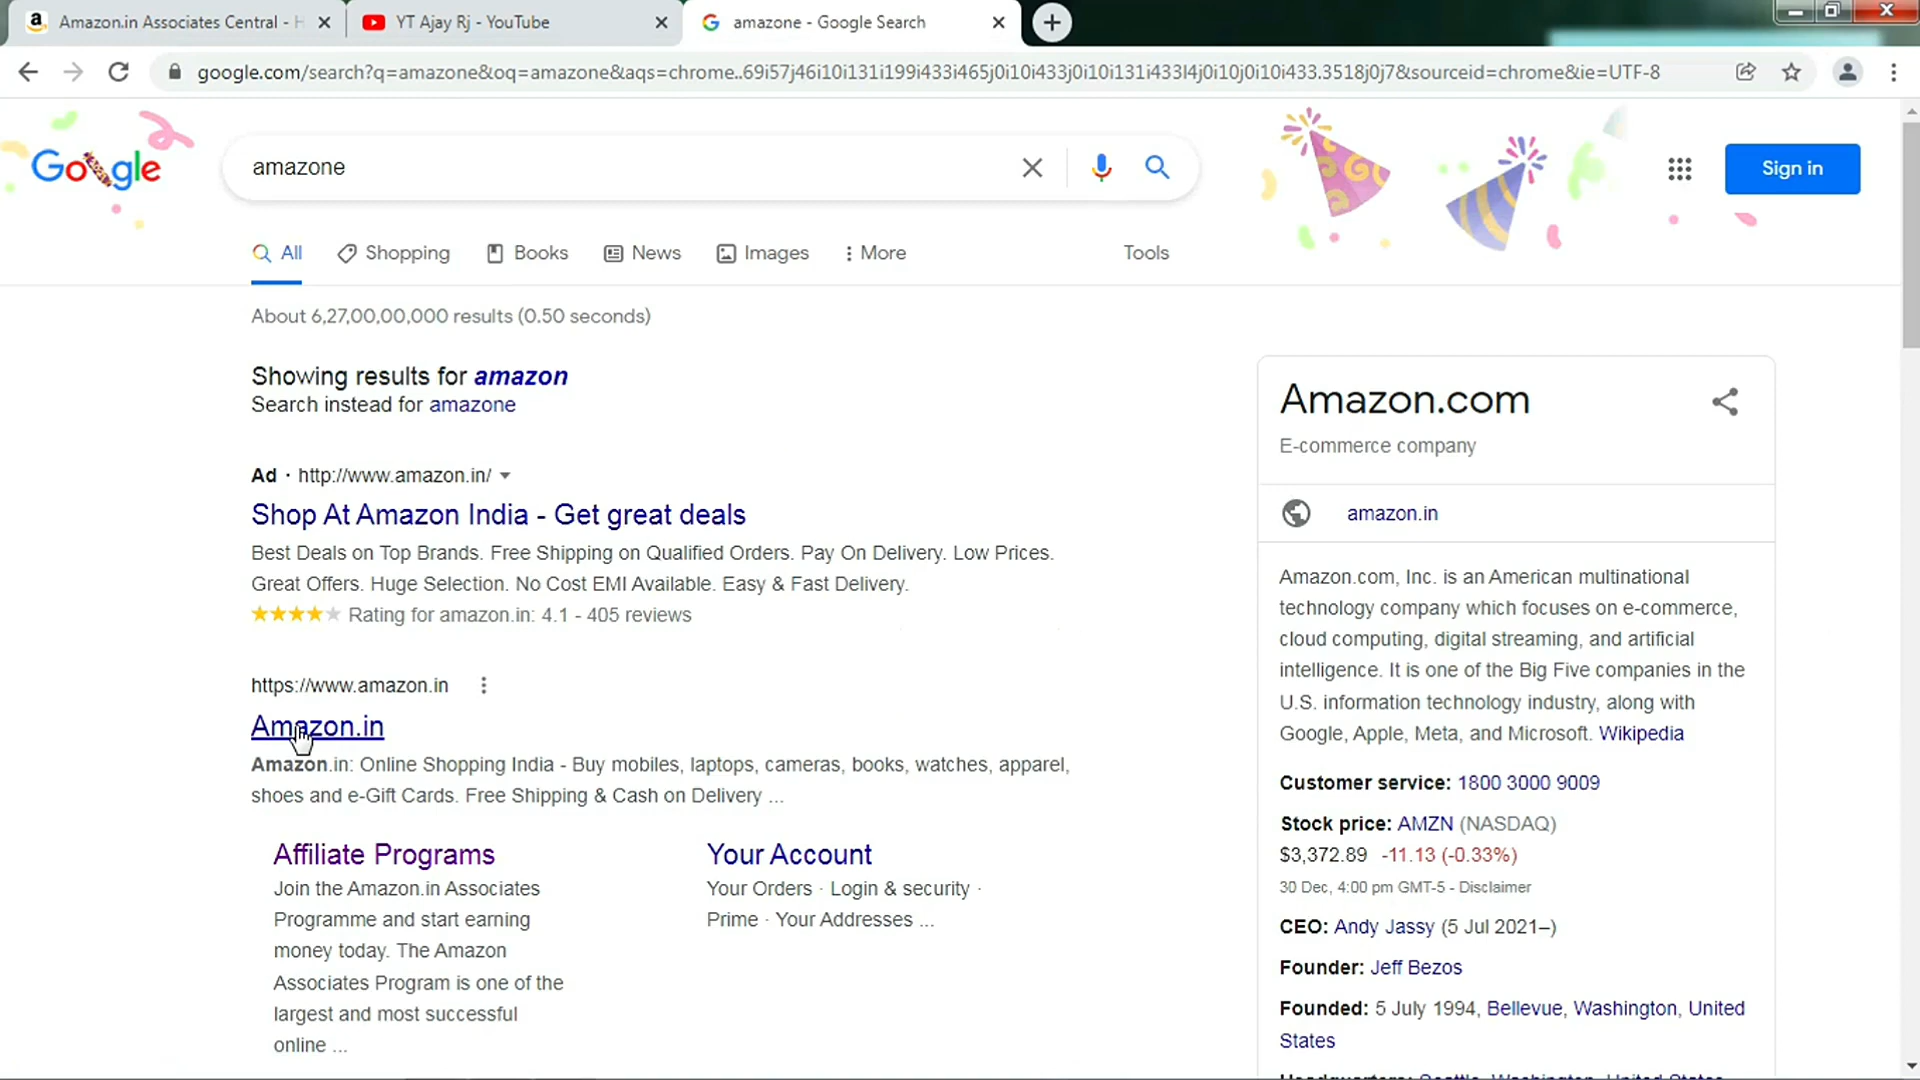 Amazon.in Associates Central - H
YT Ajay Rj - YouTube
amazone - Google Search
google.com/search?q=amazone&oq=amazone&aqs=chrome..69i57j46i10i131i199i433i465j0i10i433j0i10i131i433l4j0i10j0i10i433.3518j0j7&sourceid=chrome&ie=UTF-8
Google
amazone
Sign in
All
Shopping
Books
News
Images
More
Tools
About 6,27,00,00,000 results (0.50 seconds)
Showing results for amazon
Search instead for amazone
Ad · http://www.amazon.in/
Shop At Amazon India - Get great deals
Best Deals on Top Brands. Free Shipping on Qualified Orders. Pay On Delivery. Low Prices.
Great Offers. Huge Selection. No Cost EMI Available. Easy & Fast Delivery.
Rating for amazon.in: 4.1 - 405 reviews
https://www.amazon.in
Amazon.in
Amazon.in: Online Shopping India - Buy mobiles, laptops, cameras, books, watches, apparel,
shoes and e-Gift Cards. Free Shipping & Cash on Delivery ...
Affiliate Programs
Join the Amazon.in Associates
Programme and start earning
money today. The Amazon
Associates Program is one of the
largest and most successful
online ...
Your Account
Your Orders · Login & security ·
Prime · Your Addresses ...
Amazon.com
E-commerce company
amazon.in
Amazon.com, Inc. is an American multinational
technology company which focuses on e-commerce,
cloud computing, digital streaming, and artificial
intelligence. It is one of the Big Five companies in the
U.S. information technology industry, along with
Google, Apple, Meta, and Microsoft. Wikipedia
Customer service: 1800 3000 9009
Stock price: AMZN (NASDAQ)
$3,372.89 -11.13 (-0.33%)
30 Dec, 4:00 pm GMT-5 - Disclaimer
CEO: Andy Jassy (5 Jul 2021–)
Founder: Jeff Bezos
Founded: 5 July 1994, Bellevue, Washington, United
States
Headquarters: Seattle, Washington, United States